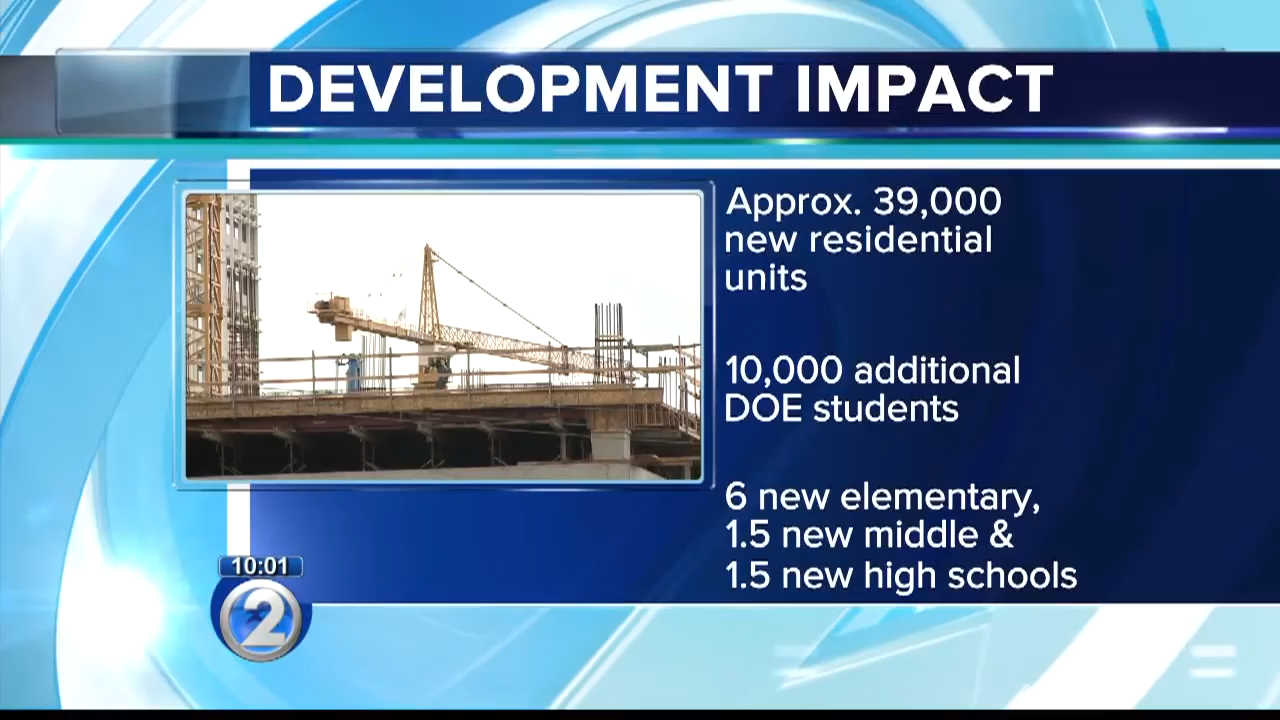 DEVELOPMENT IMPACT
Approx. 39,000
new residential
units
10,000 additional
DOE students
6 new elementary,
1.5 new middle &
1.5 new high schools
10:01
2